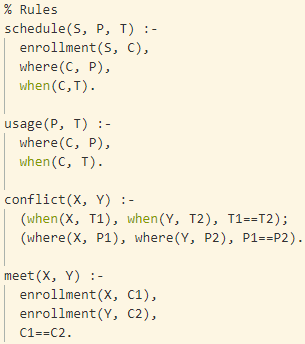 % Rules
schedule(S, P, T) :-
  enrollment(S, C),
  where(C, P),
  when(C,T).
usage(P, T) :-
  where(C, P),
  when(C, T).
conflict(X, Y) :-
  (when(X, T1), when(Y, T2), T1==T2);
  (where(X, P1), where(Y, P2), P1==P2).
meet(X, Y) :-
  enrollment(X, C1),
  enrollment(Y, C2),
  C1==C2.